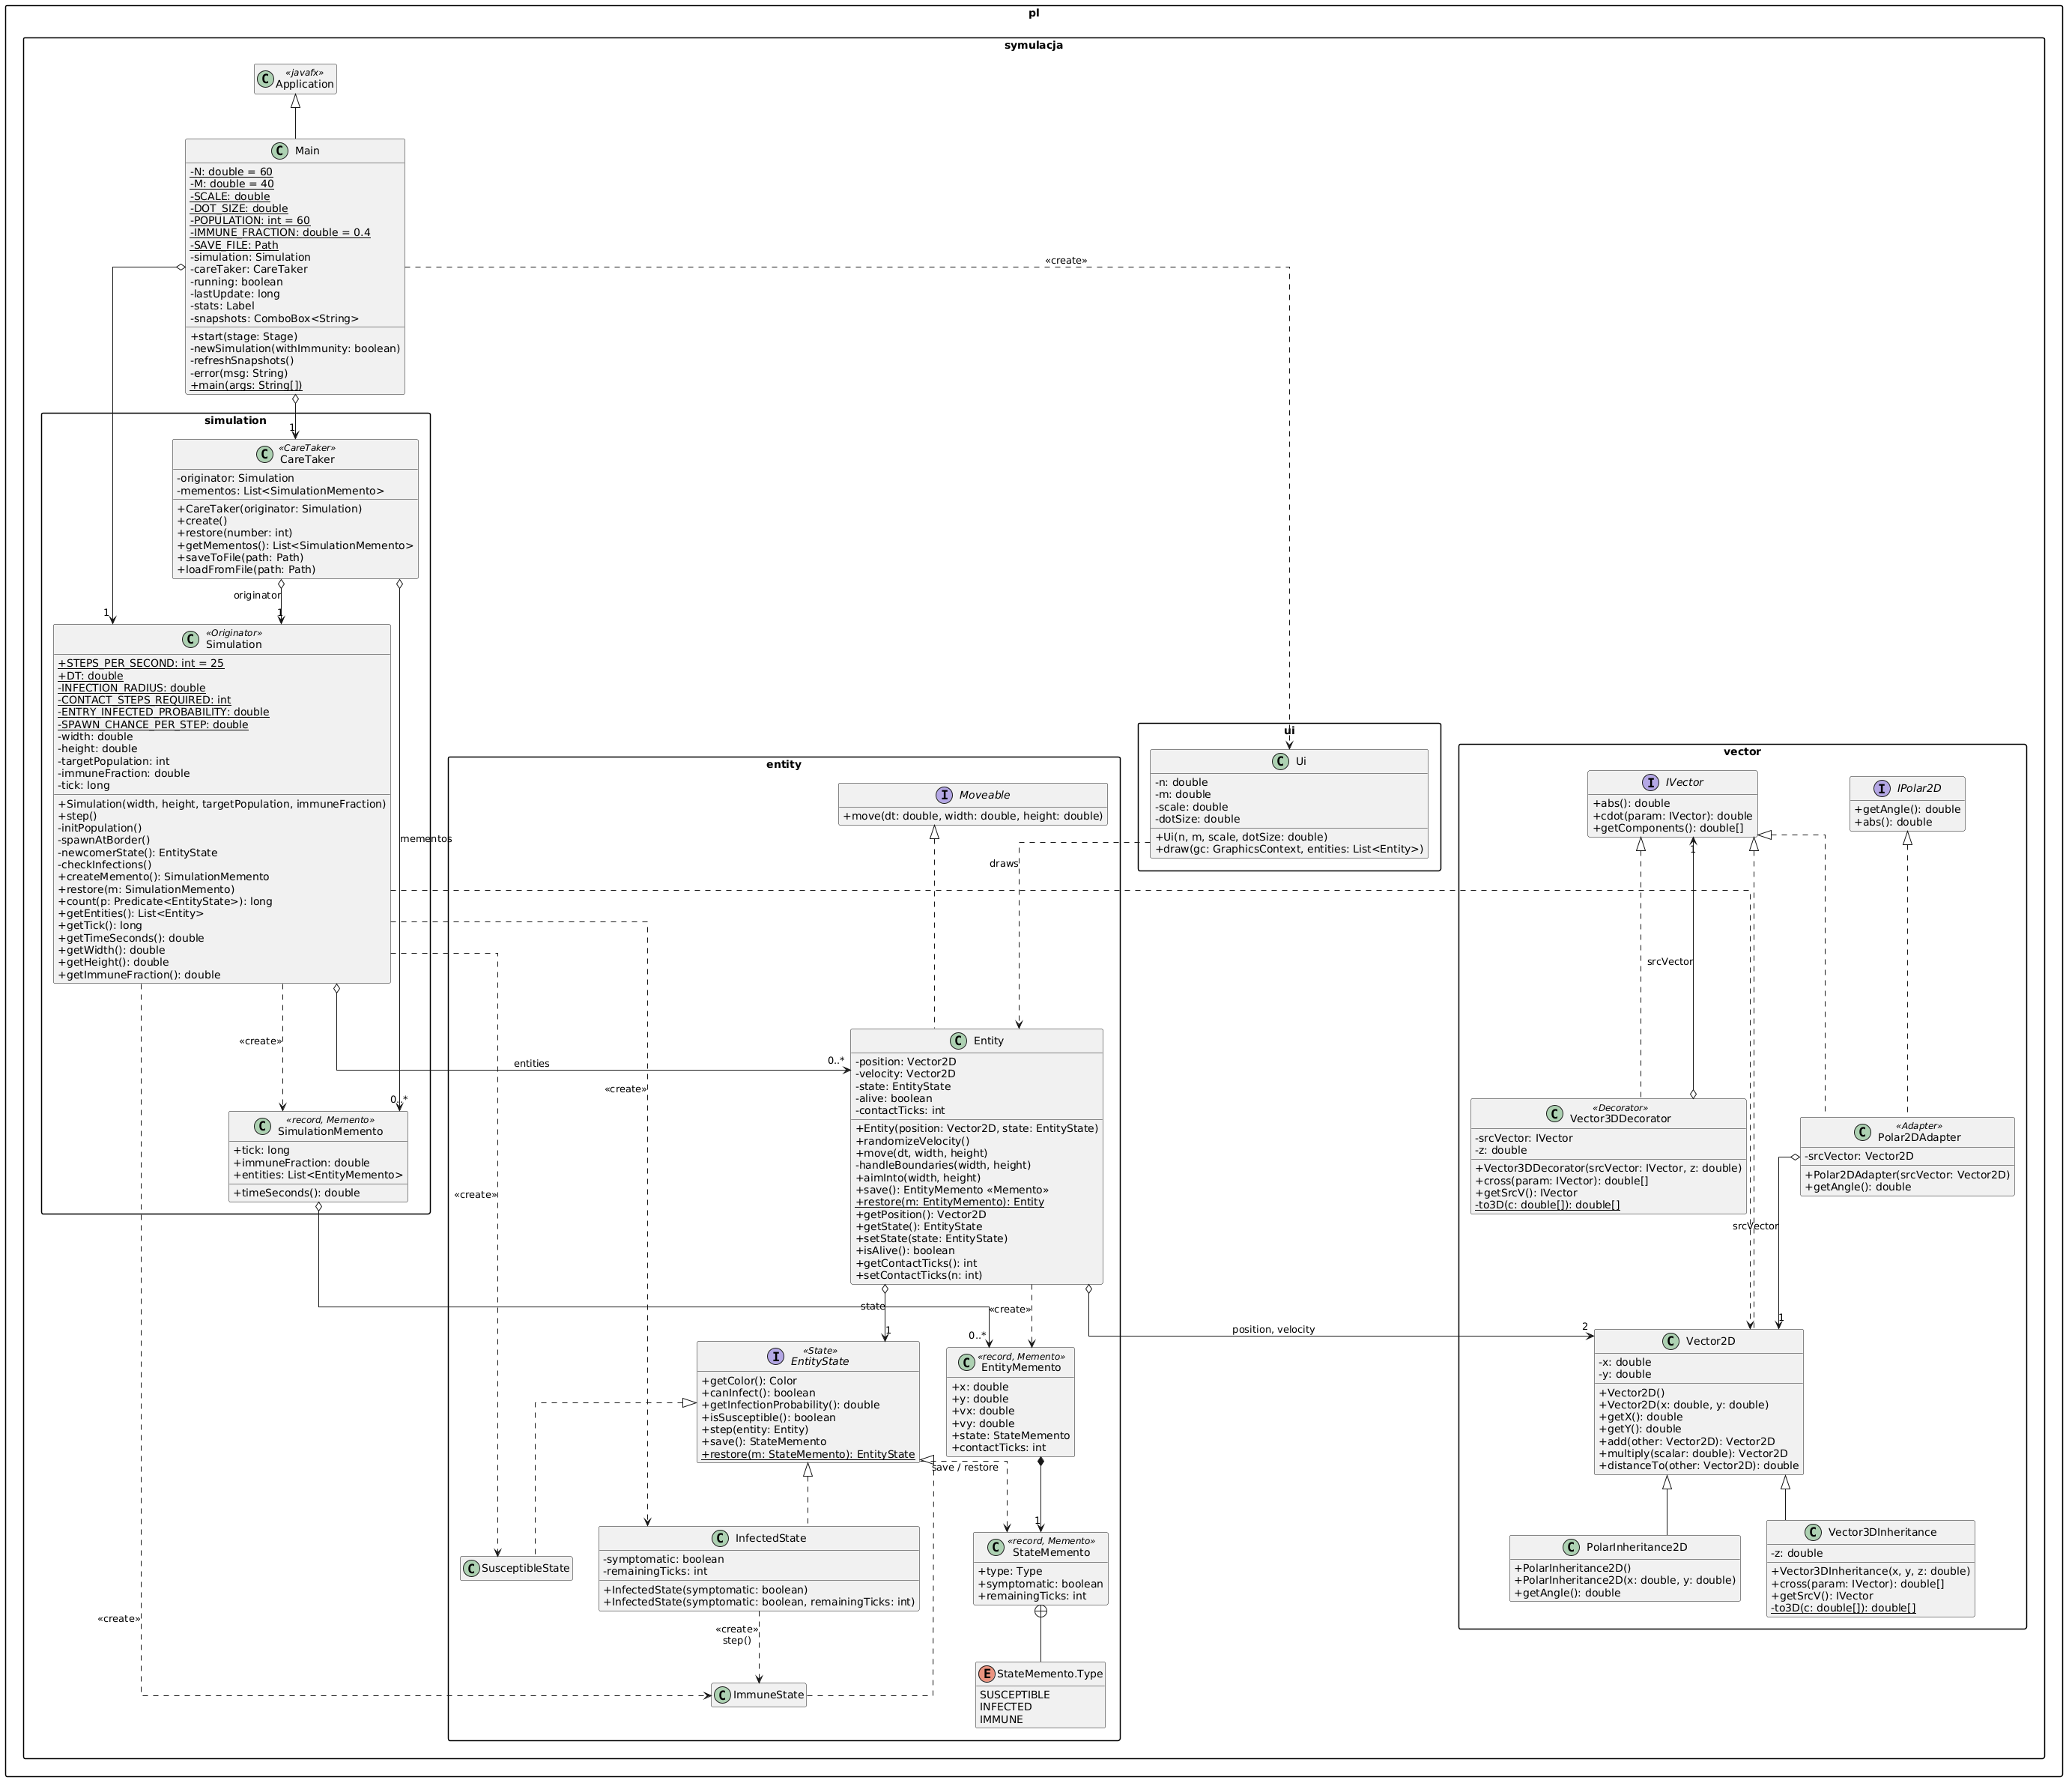 pl
symulacja
«javafx»
Application
Main
-N: double = 60
-M: double = 40
-SCALE: double
-DOT_SIZE: double
-POPULATION: int = 60
-IMMUNE_FRACTION: double = 0.4
-SAVE_FILE: Path
-simulation: Simulation
-careTaker: CareTaker
-running: boolean
-lastUpdate: long
-stats: Label
-snapshots: ComboBox<String>
+start(stage: Stage)
-newSimulation(withImmunity: boolean)
-refreshSnapshots()
-error(msg: String)
+main(args: String[])
«create»
simulation
1
«CareTaker»
CareTaker
-originator: Simulation
-mementos: List<SimulationMemento>
+CareTaker(originator: Simulation)
+create()
+restore(number: int)
+getMementos(): List<SimulationMemento>
+saveToFile(path: Path)
+loadFromFile(path: Path)
originator
1
1
«Originator»
Simulation
+STEPS_PER_SECOND: int = 25
+DT: double
-INFECTION_RADIUS: double
-CONTACT_STEPS_REQUIRED: int
-ENTRY_INFECTED_PROBABILITY: double
-SPAWN_CHANCE_PER_STEP: double
-width: double
-height: double
-targetPopulation: int
-immuneFraction: double
-tick: long
+Simulation(width, height, targetPopulation, immuneFraction)
+step()
-initPopulation()
-spawnAtBorder()
-newcomerState(): EntityState
-checkInfections()
+createMemento(): SimulationMemento
+restore(m: SimulationMemento)
+count(p: Predicate<EntityState>): long
+getEntities(): List<Entity>
+getTick(): long
+getTimeSeconds(): double
+getWidth(): double
+getHeight(): double
+getImmuneFraction(): double
mementos
«create»
entities
0..*
0..*
«record, Memento»
SimulationMemento
+tick: long
+immuneFraction: double
+entities: List<EntityMemento>
+timeSeconds(): double
«create»
«create»
«create»
entity
Moveable
+move(dt: double, width: double, height: double)
ui
Ui
-n: double
-m: double
-scale: double
-dotSize: double
+Ui(n, m, scale, dotSize: double)
+draw(gc: GraphicsContext, entities: List<Entity>)
draws
Entity
-position: Vector2D
-velocity: Vector2D
-state: EntityState
-alive: boolean
-contactTicks: int
+Entity(position: Vector2D, state: EntityState)
+randomizeVelocity()
+move(dt, width, height)
-handleBoundaries(width, height)
+aimInto(width, height)
+save(): EntityMemento «Memento»
+restore(m: EntityMemento): Entity
+getPosition(): Vector2D
+getState(): EntityState
+setState(state: EntityState)
+isAlive(): boolean
+getContactTicks(): int
+setContactTicks(n: int)
state
«create»
1
0..*
position, velocity
2
«State»
EntityState
+getColor(): Color
+canInfect(): boolean
+getInfectionProbability(): double
+isSusceptible(): boolean
+step(entity: Entity)
+save(): StateMemento
+restore(m: StateMemento): EntityState
«record, Memento»
EntityMemento
+x: double
+y: double
+vx: double
+vy: double
+state: StateMemento
+contactTicks: int
save / restore
1
SusceptibleState
InfectedState
-symptomatic: boolean
-remainingTicks: int
+InfectedState(symptomatic: boolean)
+InfectedState(symptomatic: boolean, remainingTicks: int)
«create»
step()
ImmuneState
«record, Memento»
StateMemento
+type: Type
+symptomatic: boolean
+remainingTicks: int
StateMemento.Type
SUSCEPTIBLE
INFECTED
IMMUNE
vector
IVector
+abs(): double
+cdot(param: IVector): double
+getComponents(): double[]
IPolar2D
+getAngle(): double
+abs(): double
1
srcVector
«Decorator»
Vector3DDecorator
-srcVector: IVector
-z: double
+Vector3DDecorator(srcVector: IVector, z: double)
+cross(param: IVector): double[]
+getSrcV(): IVector
-to3D(c: double[]): double[]
«Adapter»
Polar2DAdapter
-srcVector: Vector2D
+Polar2DAdapter(srcVector: Vector2D)
+getAngle(): double
srcVector
1
Vector2D
-x: double
-y: double
+Vector2D()
+Vector2D(x: double, y: double)
+getX(): double
+getY(): double
+add(other: Vector2D): Vector2D
+multiply(scalar: double): Vector2D
+distanceTo(other: Vector2D): double
PolarInheritance2D
+PolarInheritance2D()
+PolarInheritance2D(x: double, y: double)
+getAngle(): double
Vector3DInheritance
-z: double
+Vector3DInheritance(x, y, z: double)
+cross(param: IVector): double[]
+getSrcV(): IVector
-to3D(c: double[]): double[]